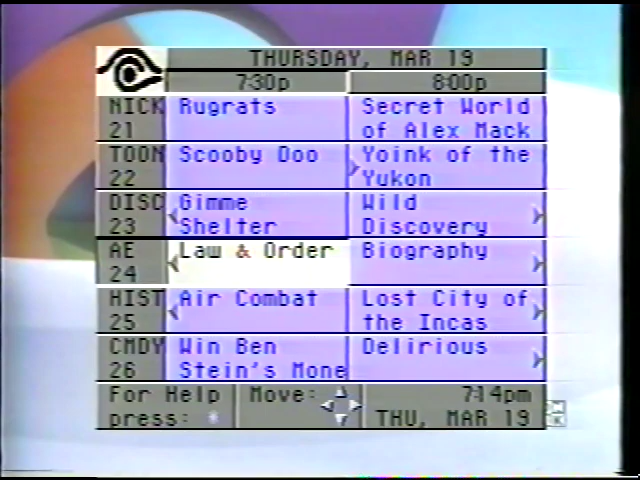 THURSDAY, MAR 19
7:30p 8:00p
NICK Rugrats Secret World
21 of Alex Mack
TOON Scooby Doo Yoink of the
22 Yukon
DISC Gimme Wild
23 Shelter Discovery
AE Law & Order Biography
24
HIST Air Combat Lost City of
25 the Incas
CMDY Win Ben Delirious
26 Stein's Mone
For Help Move: 7:14pm
press: * THU, MAR 19